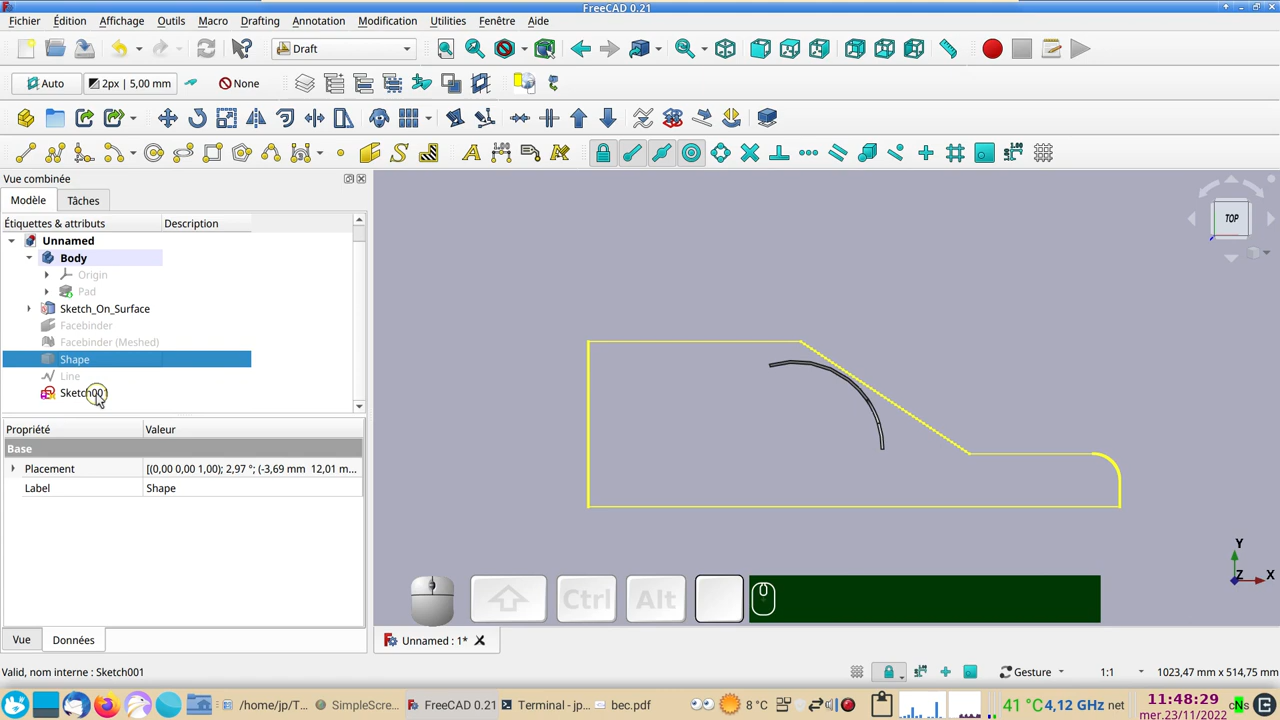 FreeCAD 0.21
Fichier Édition Affichage Outils Macro Drafting Annotation Modification Utilities Fenêtre Aide
Draft
Auto 2px | 5,00 mm None
Vue combinée
Modèle Tâches
Étiquettes & attributs Description
Unnamed
Body
Origin
Pad
Sketch_On_Surface
Facebinder
Facebinder (Meshed)
Shape
Line
Sketch001
Propriété Valeur
Base
Placement [(0,00 0,00 1,00); 2,97 °; (-3,69 mm 12,01 m...
Label Shape
TOP
Y
Z X
Ctrl Alt
Vue Données
Unnamed : 1*
Valid, nom interne : Sketch001
Gesture 1:1 1023,47 mm x 514,75 mm
/home/jp/T... SimpleScre... FreeCAD 0.21 Terminal - j... bec.pdf 8 °C 41 °C 4,12 GHz net 11:48:29
mer.23/11/2022 cNs